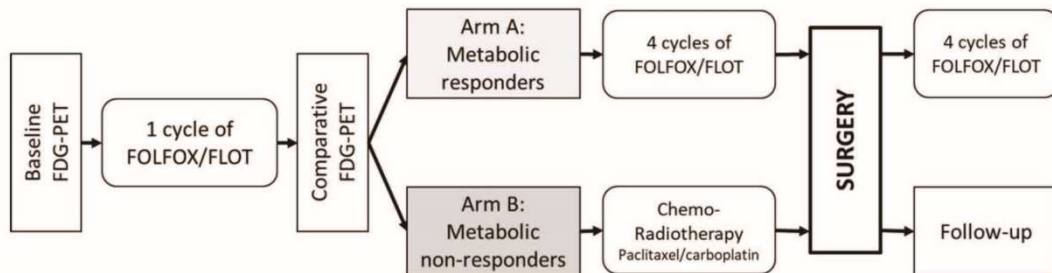 Baseline
FDG-PET
1 cycle of
FOLFOX/FLOT
Comparative
FDG-PET
Arm A:
Metabolic
responders
4 cycles of
FOLFOX/FLOT
Arm B:
Metabolic
non-responders
Chemo-
Radiotherapy
Paclitaxel/carboplatin
SURGERY
4 cycles of
FOLFOX/FLOT
Follow-up